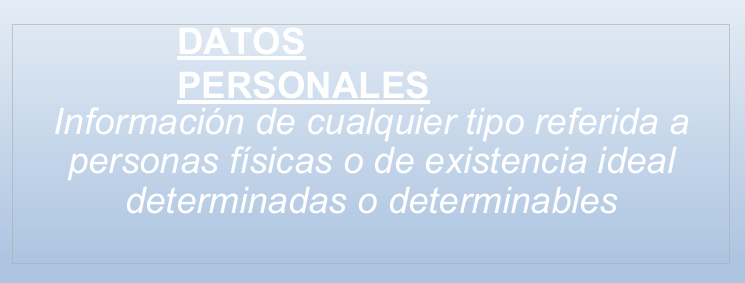 DATOS
PERSONALES
Información de cualquier tipo referida a
personas físicas o de existencia ideal
determinadas o determinables